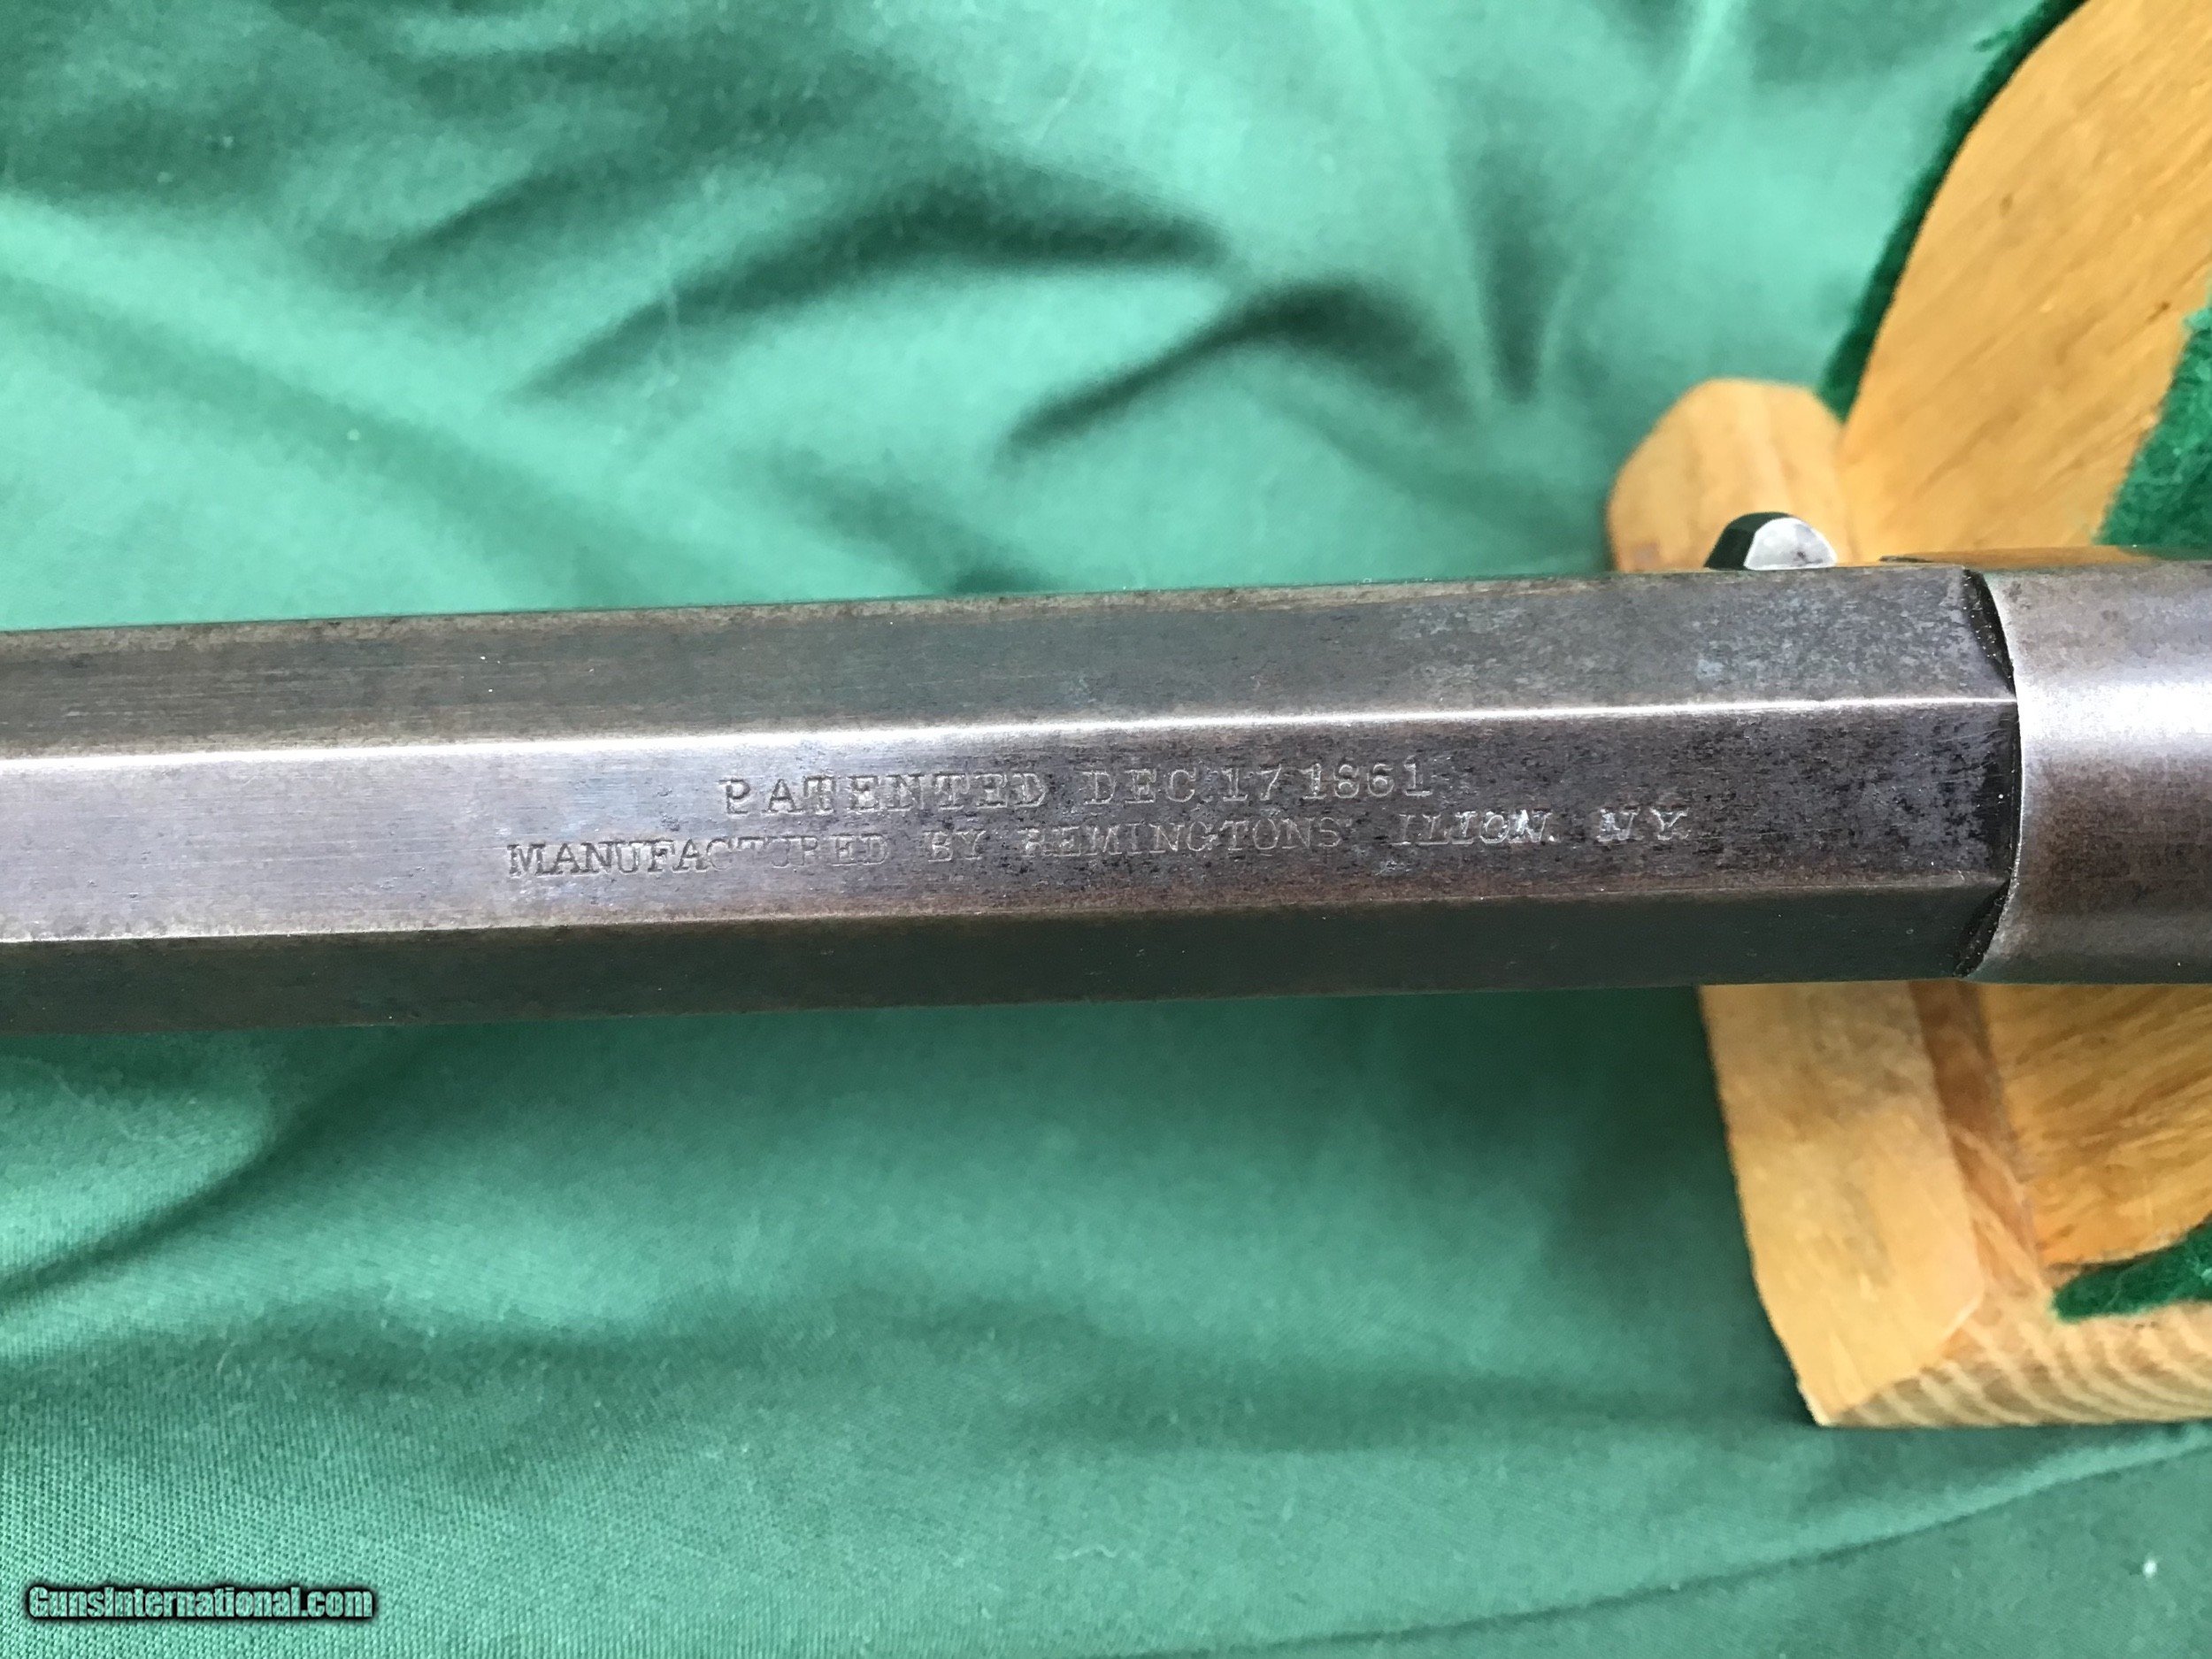 PATENTED DEC.17 1861
MANUFACTURED BY REMINGTONS' ILION. N.Y.
GunsInternational.com